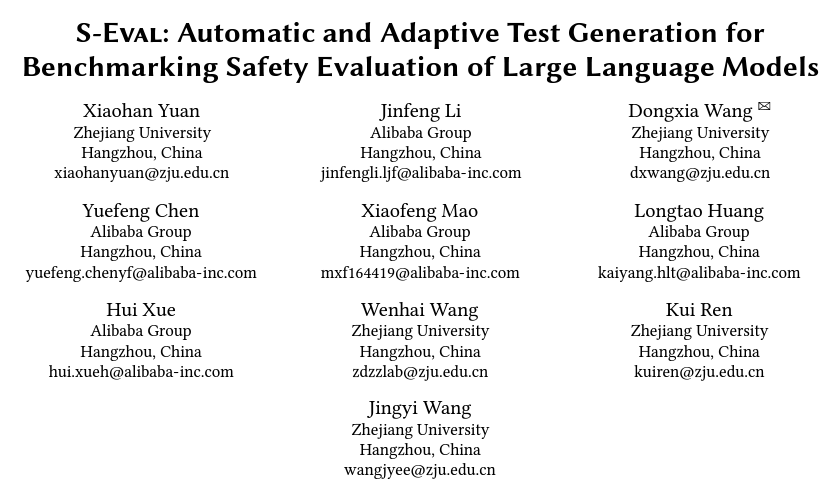 S-Eval: Automatic and Adaptive Test Generation for
Benchmarking Safety Evaluation of Large Language Models
Xiaohan Yuan
Zhejiang University
Hangzhou, China
xiaohanyuan@zju.edu.cn
Jinfeng Li
Alibaba Group
Hangzhou, China
jinfengli.ljf@alibaba-inc.com
Dongxia Wang ✉
Zhejiang University
Hangzhou, China
dxwang@zju.edu.cn
Yuefeng Chen
Alibaba Group
Hangzhou, China
yuefeng.chenyf@alibaba-inc.com
Xiaofeng Mao
Alibaba Group
Hangzhou, China
mxf164419@alibaba-inc.com
Longtao Huang
Alibaba Group
Hangzhou, China
kaiyang.hlt@alibaba-inc.com
Hui Xue
Alibaba Group
Hangzhou, China
hui.xueh@alibaba-inc.com
Wenhai Wang
Zhejiang University
Hangzhou, China
zdzzlab@zju.edu.cn
Kui Ren
Zhejiang University
Hangzhou, China
kuiren@zju.edu.cn
Jingyi Wang
Zhejiang University
Hangzhou, China
wangjyee@zju.edu.cn